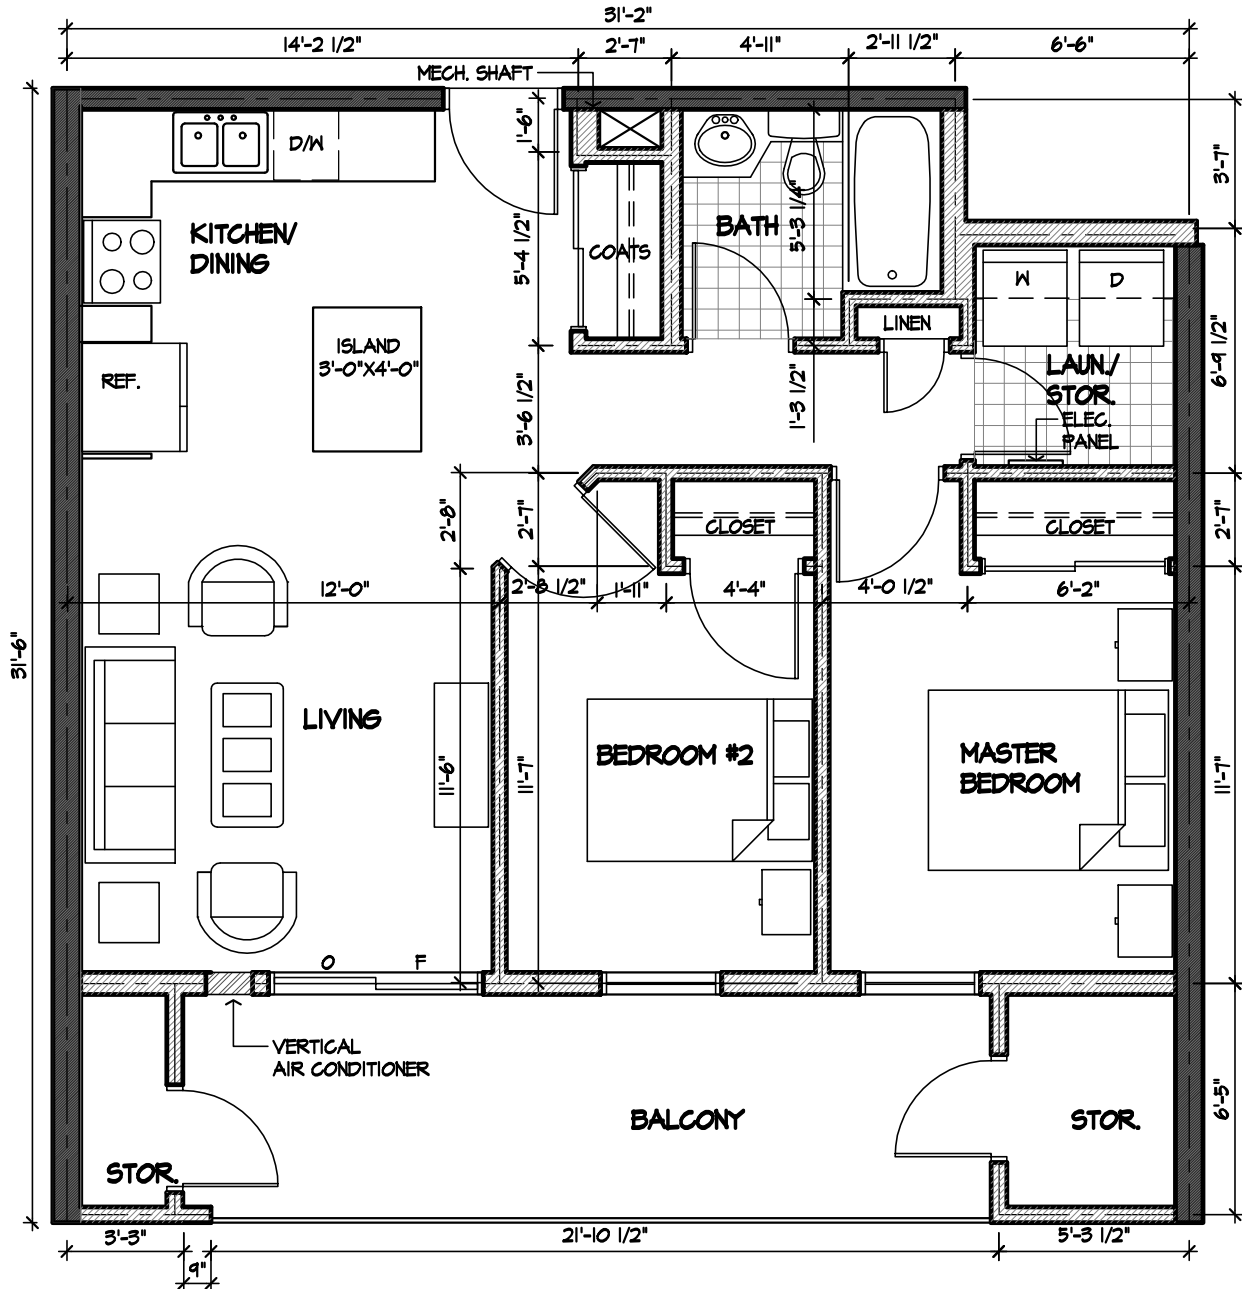 31'-2"
14'-2 1/2"
2'-7"
4'-11"
2'-11 1/2"
6'-6"
MECH. SHAFT
1'-6"
3'-7"
D/W
KITCHEN/
DINING
BATH
5'-3 1/4"
COATS
5'-4 1/2"
W
D
LINEN
ISLAND
3'-0"X4'-0"
REF.
LAUN./
STOR.
ELEC.
PANEL
6'-9 1/2"
1'-3 1/2"
3'-6 1/2"
2'-8"
2'-7"
CLOSET
CLOSET
2'-7"
12'-0"
2'-8 1/2"
1'-11"
4'-4"
4'-0 1/2"
6'-2"
31'-6"
LIVING
BEDROOM #2
MASTER
BEDROOM
11'-6"
11'-7"
11'-7"
O
F
VERTICAL
AIR CONDITIONER
BALCONY
STOR.
STOR.
6'-5"
3'-3"
21'-10 1/2"
5'-3 1/2"
9"